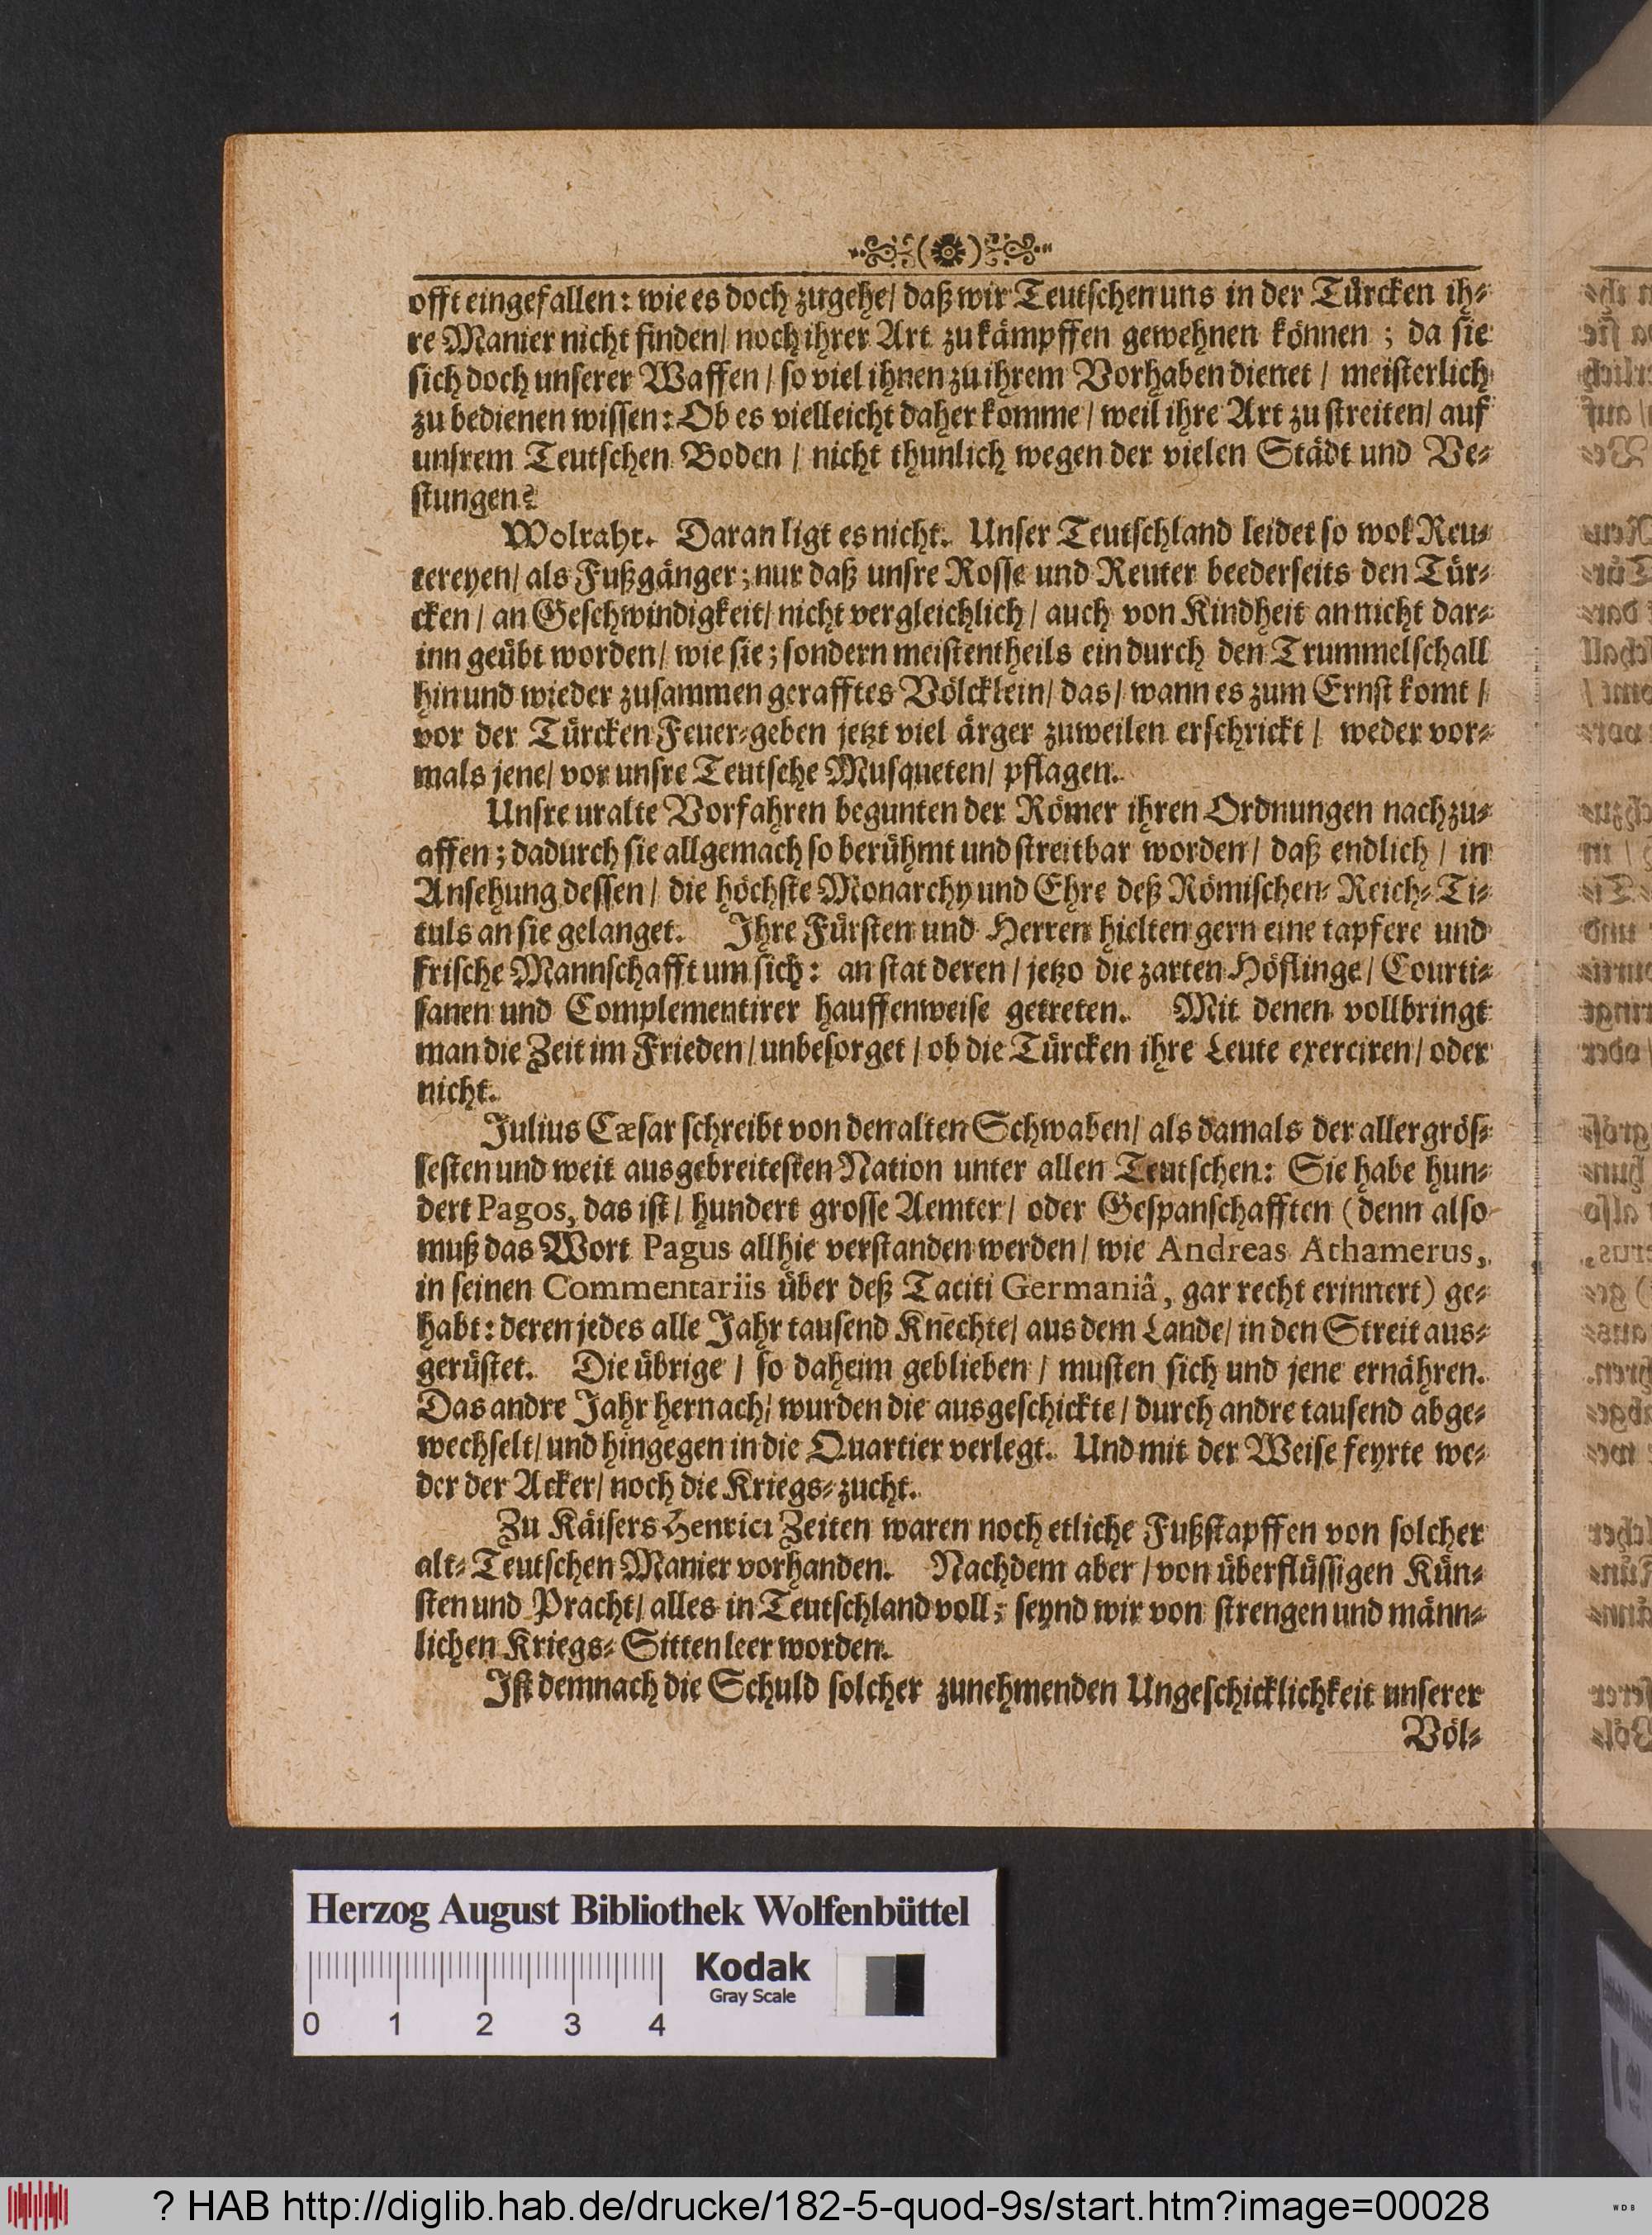 offt eingefallen: wie es doch zugehe/ daß wir Teutschen uns in der Türcken ih-
re Manier nicht finden/ noch ihrer Art zu kämpffen gewehnen können ; da sie
sich doch unserer Waffen / so viel ihnen zu ihrem Vorhaben dienet / meisterlich
zu bedienen wissen: Ob es vielleicht daher komme / weil ihre Art zu streiten/ auf
unsrem Teutschen Boden / nicht thunlich wegen der vielen Städt und Ve-
stungen?
Wolraht. Daran ligt es nicht. Unser Teutschland leidet so wol Reu-
tereyen/ als Fußgänger; nur daß unsre Rosse und Reuter beederseits den Tür-
cken / an Geschwindigkeit/ nicht vergleichlich / auch von Kindheit an nicht dar-
inn geübt worden/ wie sie; sondern meistentheils ein durch den Trummelschall
hin und wieder zusammen gerafftes Völcklein/ das/ wann es zum Ernst komt /
vor der Türcken Feuer-geben jetzt viel ärger zuweilen erschrickt / weder vor-
mals jene/ vor unsre Teutsche Musqueten/ pflagen.
Unsre uralte Vorfahren begunten der Römer ihren Ordnungen nachzu-
affen; dadurch sie allgemach so berühmt und streitbar worden/ daß endlich / in
Ansehung dessen / die höchste Monarchy und Ehre deß Römischen-Reich-Ti-
tuls an sie gelanget. Ihre Fürsten und Herren hielten gern eine tapfere und
frische Mannschafft um sich: an stat deren / jetzo die zarten Höflinge / Courti-
sanen und Complementirer hauffenweise getreten. Mit denen vollbringt
man die Zeit im Frieden / unbesorget / ob die Türcken ihre Leute exerciren/ oder
nicht.
Julius Cæsar schreibt von den alten Schwaben/ als damals der allergrös-
sesten und weit ausgebreitesten Nation unter allen Teutschen: Sie habe hun-
dert Pagos, das ist / hundert grosse Aemter / oder Gespanschafften (denn also
muß das Wort Pagus allhie verstanden werden / wie Andreas Athamerus,
in seinen Commentariis über deß Taciti Germaniâ, gar recht erinnert) ge-
habt: deren jedes alle Jahr tausend Knechte/ aus dem Lande/ in den Streit aus-
gerüstet. Die übrige / so daheim geblieben / musten sich und jene ernähren.
Das andre Jahr hernach/ wurden die ausgeschickte / durch andre tausend abge-
wechselt/ und hingegen in die Quartier verlegt. Und mit der Weise feyrte we-
der der Acker/ noch die Kriegs-zucht.
Zu Käisers Henrici Zeiten waren noch etliche Fußstapffen von solcher
alt-Teutschen Manier vorhanden. Nachdem aber / von überflüssigen Kün-
sten und Pracht/ alles in Teutschland voll; seynd wir von strengen und männ-
lichen Kriegs-Sitten leer worden.
Ist demnach die Schuld solcher zunehmenden Ungeschicklichkeit unserer
Völ-
Herzog August Bibliothek Wolfenbüttel
Kodak
Gray Scale
0 1 2 3 4
? HAB http://diglib.hab.de/drucke/182-5-quod-9s/start.htm?image=00028
WDB